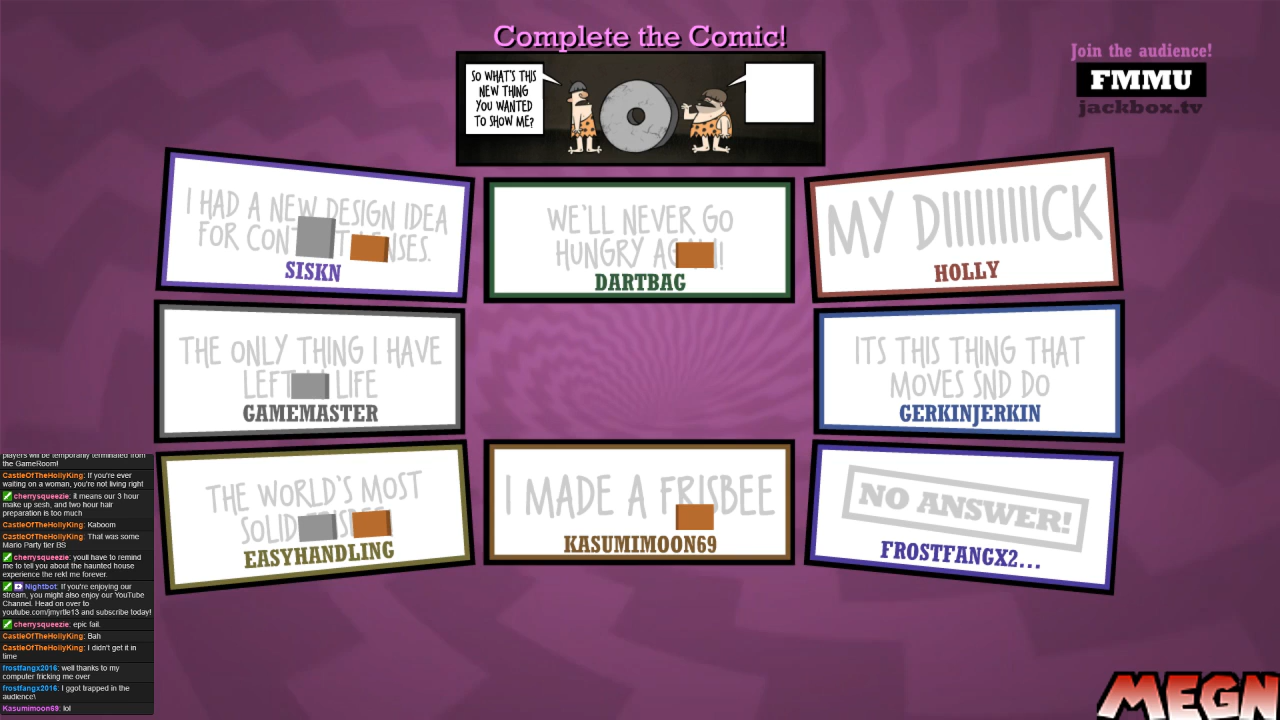 Complete the Comic!
SO WHAT'S THIS
NEW THING
YOU WANTED
TO SHOW ME?
Join the audience!
FMMU
jackbox.tv
I HAD A NEW DESIGN IDEA
FOR
SISKN
WE'LL NEVER GO
HUNGRY
DARTBAG
MY DIIIIIIIIIICK
HOLLY
THE ONLY THING I HAVE
LEFT LIFE
GAMEMASTER
ITS THIS THING THAT
MOVES SND DO
GERKINJERKIN
THE WORLD'S MOST
SOLID
EASYHANDLING
MADE A FRISBEE
KASUMIMOON69
NO ANSWER!
FROSTFANGX2...
players will be temporarily terminated from
the GameRoom!
CastleOfTheHollyKing: If you're ever
waiting on a woman, you're not living right
cherrysqueezie: it means our 3 hour
make up sesh, and two hour hair
preparation is too much
CastleOfTheHollyKing: Kaboom
CastleOfTheHollyKing: That was some
Mario Party tier BS
cherrysqueezie: youll have to remind
me to tell you about the haunted house
experience the rekt me forever.
Nightbot: If you're enjoying our
stream, you might also enjoy our YouTube
Channel. Head on over to
youtube.com/jmyrtle13 and subscribe today!
cherrysqueezie: epic fail.
CastleOfTheHollyKing: Bah
CastleOfTheHollyKing: I didn't get it in
time
frostfangx2016: well thanks to my
computer fricking me over
frostfangx2016: I ggot trapped in the
audience\
Kasumimoon69: lol
MEGN